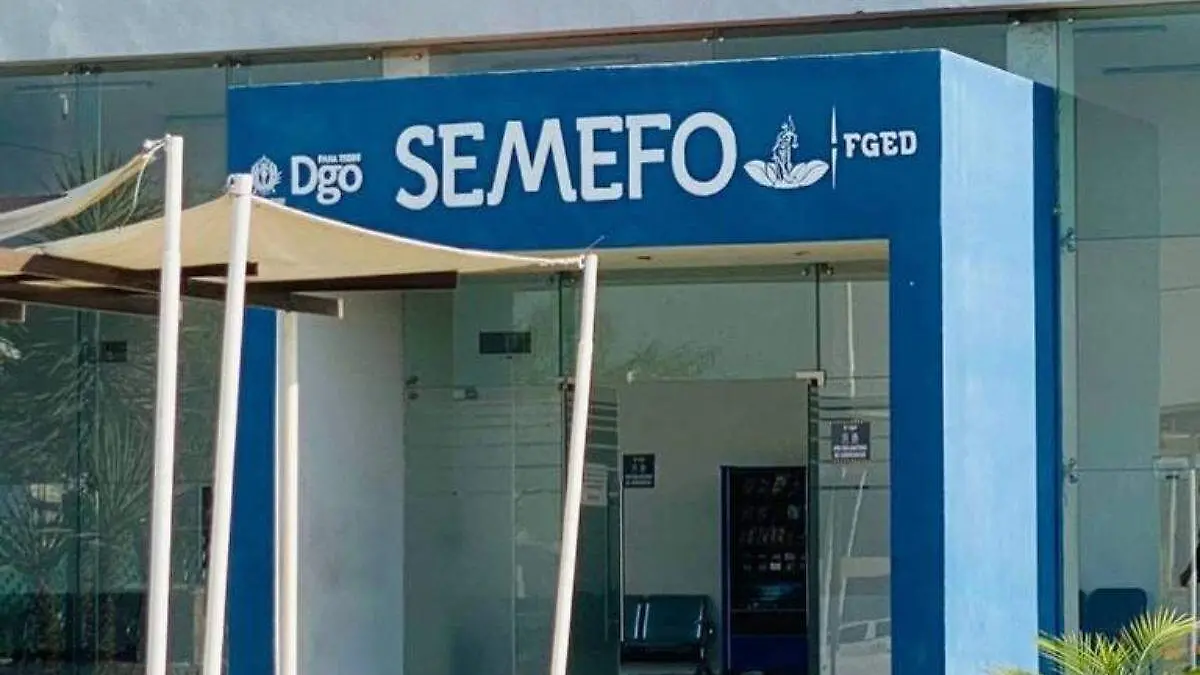 PARA TODOS
Dgo
SEMEFO
FGED